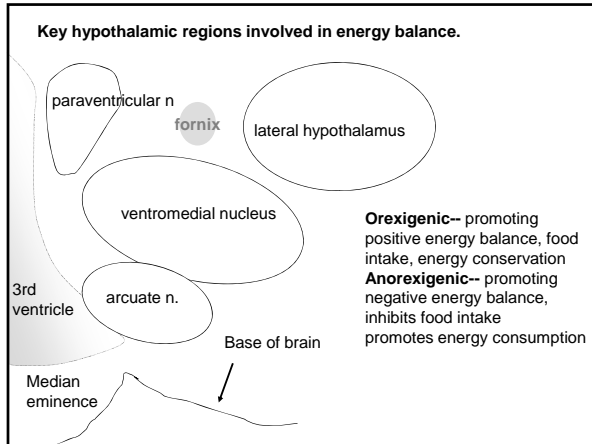 Key hypothalamic regions involved in energy balance.
paraventricular n
fornix
lateral hypothalamus
ventromedial nucleus
Orexigenic-- promoting
positive energy balance, food
intake, energy conservation
Anorexigenic-- promoting
negative energy balance,
inhibits food intake
promotes energy consumption
3rd
ventricle
arcuate n.
Base of brain
Median
eminence